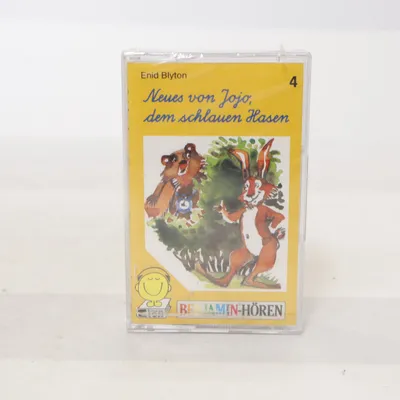 Enid Blyton
4
Neues von Jojo,
dem schlauen Hasen
BENJAMIN-HÖREN